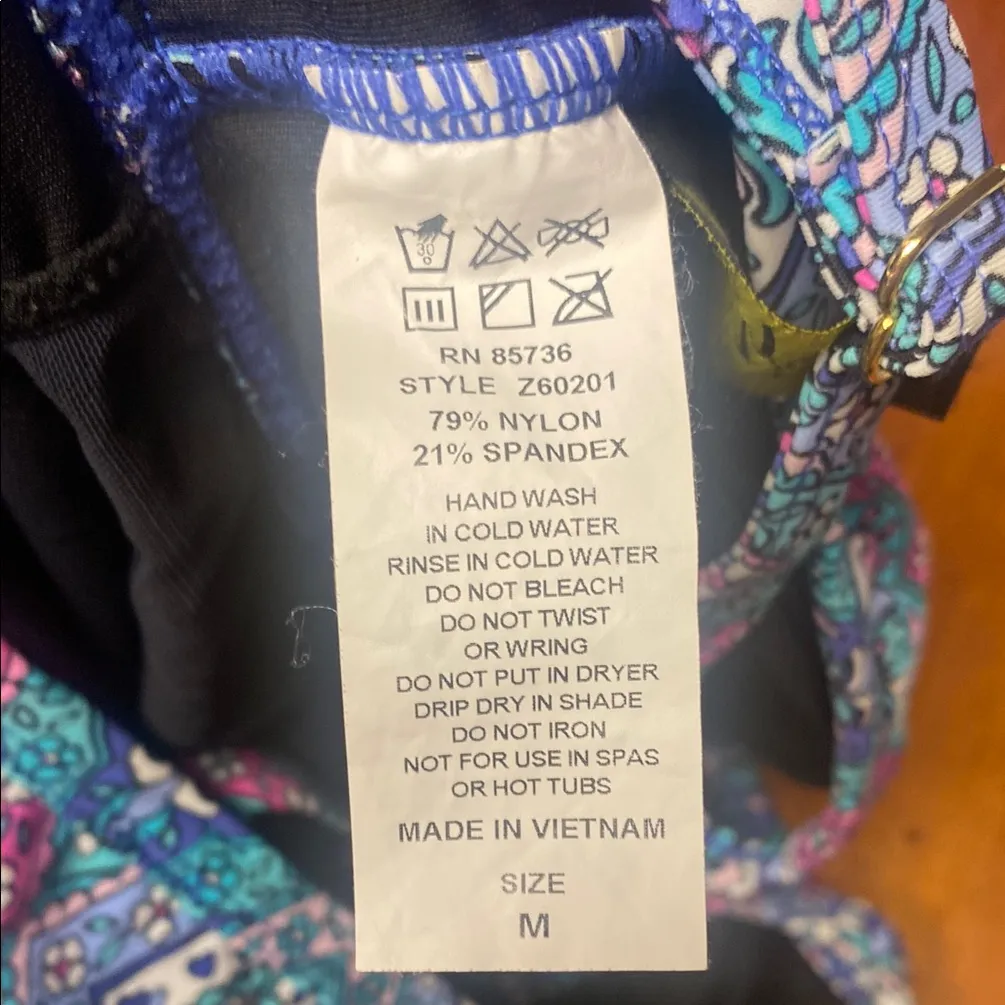 30
RN 85736
STYLE Z60201
79% NYLON
21% SPANDEX
HAND WASH
IN COLD WATER
RINSE IN COLD WATER
DO NOT BLEACH
DO NOT TWIST
OR WRING
DO NOT PUT IN DRYER
DRIP DRY IN SHADE
DO NOT IRON
NOT FOR USE IN SPAS
OR HOT TUBS
MADE IN VIETNAM
SIZE
M